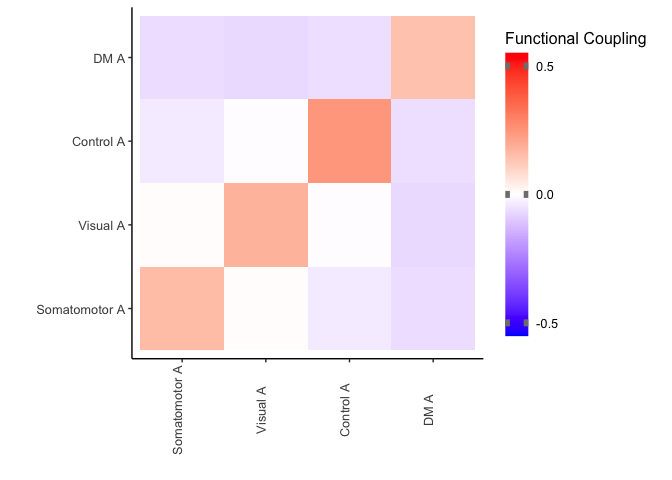 Functional Coupling
0.5
0.0
-0.5
DM A
Control A
Visual A
Somatomotor A
Somatomotor A
Visual A
Control A
DM A